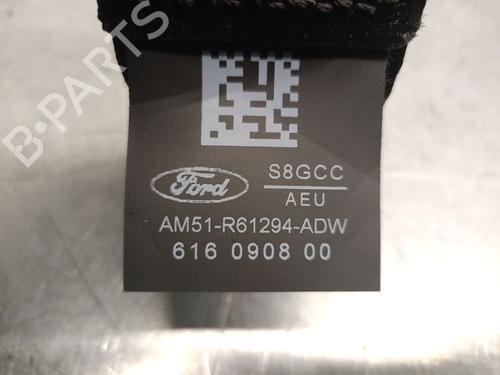 B-PARTS
Ford
S8GCC
AEU
AM51-R61294-ADW
616 0908 00